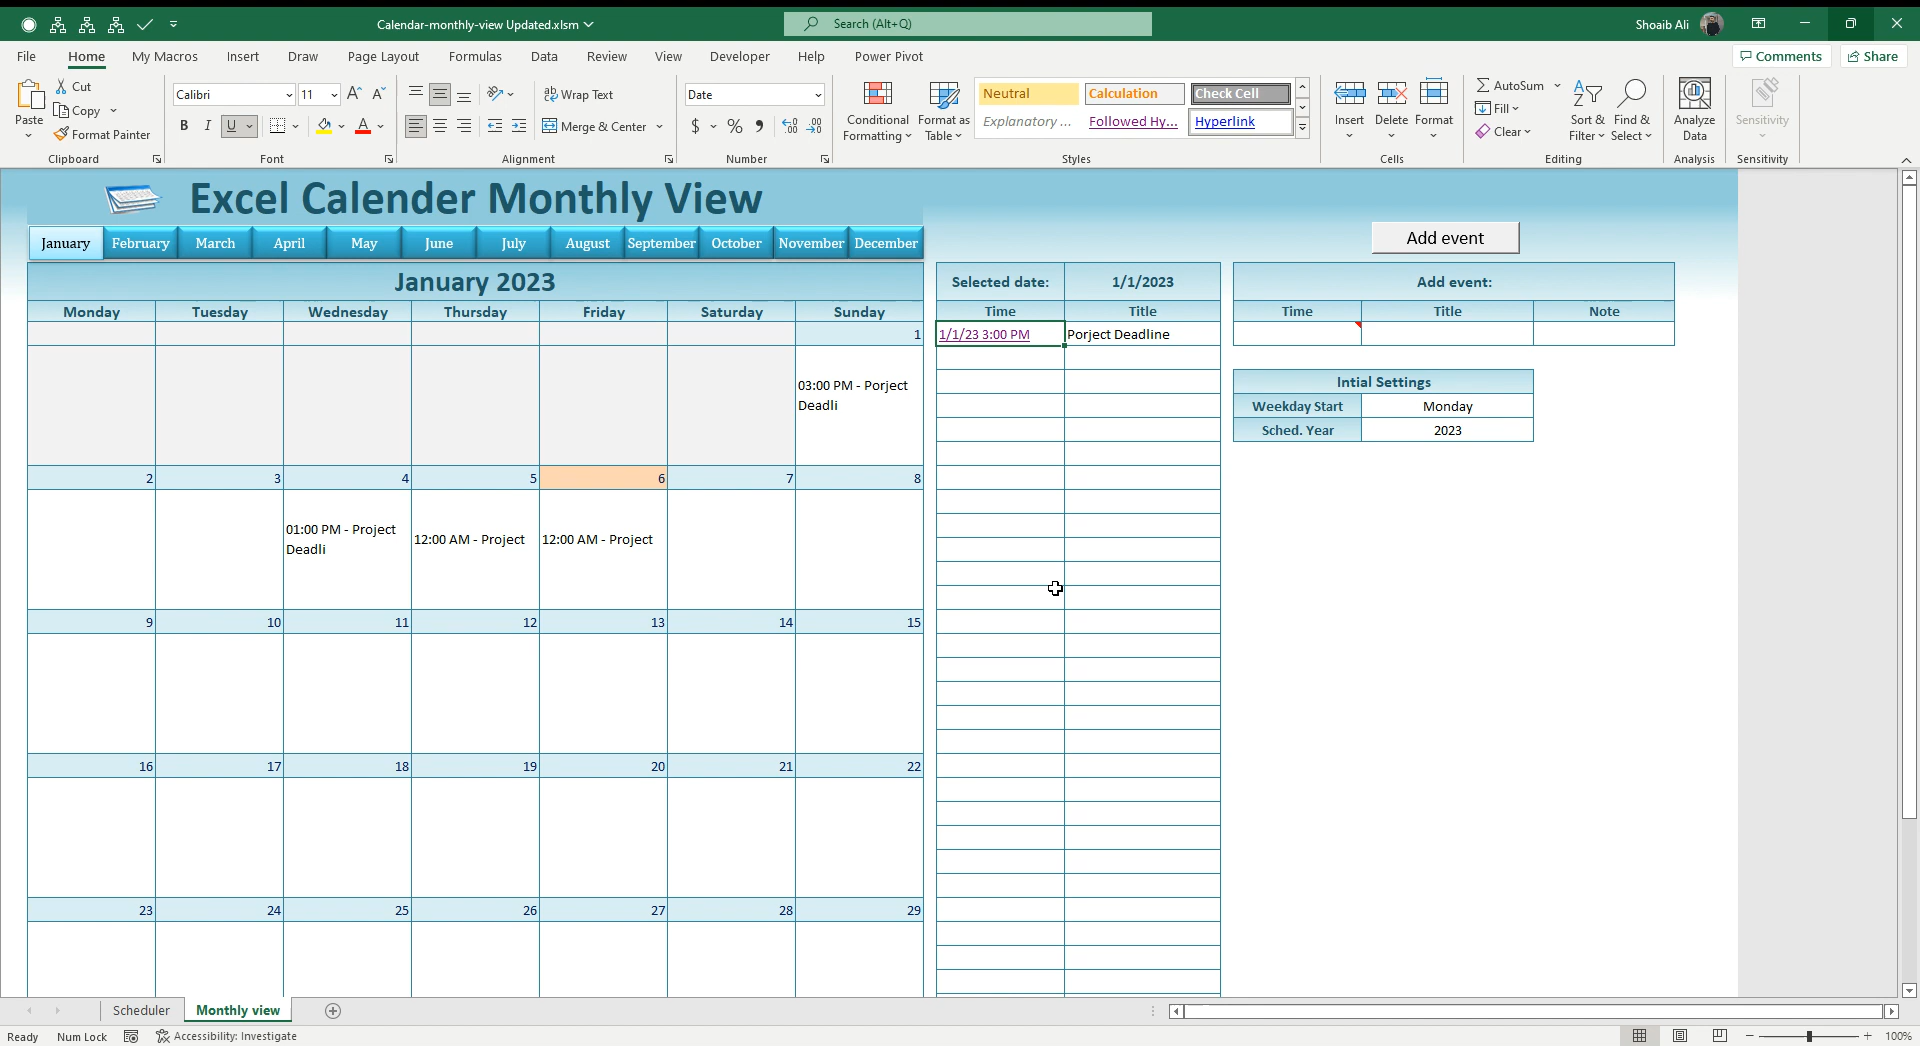 Calendar-monthly-view Updated.xlsm
Search (Alt+Q)
Shoaib Ali
File Home My Macros Insert Draw Page Layout Formulas Data Review View Developer Help Power Pivot
Comments Share
Paste
Cut
Copy
Format Painter
Clipboard
Calibri 11
B I U
Font
Wrap Text
Merge & Center
Alignment
Date
$ % 9
Number
Conditional Formatting
Format as Table
Neutral Calculation Check Cell
Explanatory ... Followed Hy... Hyperlink
Styles
Insert Delete Format
Cells
AutoSum
Fill
Clear
Sort & Filter
Find & Select
Editing
Analyze Data
Analysis
Sensitivity
Sensitivity
Excel Calender Monthly View
January February March April May June July August September October November December
January 2023
Monday Tuesday Wednesday Thursday Friday Saturday Sunday
1
03:00 PM - Porject
Deadli
2 3 4 5 6 7 8
01:00 PM - Project
Deadli
12:00 AM - Project
12:00 AM - Project
9 10 11 12 13 14 15
16 17 18 19 20 21 22
23 24 25 26 27 28 29
Selected date: 1/1/2023
Time Title
1/1/23 3:00 PM Porject Deadline
Add event
Add event:
Time Title Note
Intial Settings
Weekday Start Monday
Sched. Year 2023
Scheduler Monthly view
Ready Num Lock Accessibility: Investigate
100%